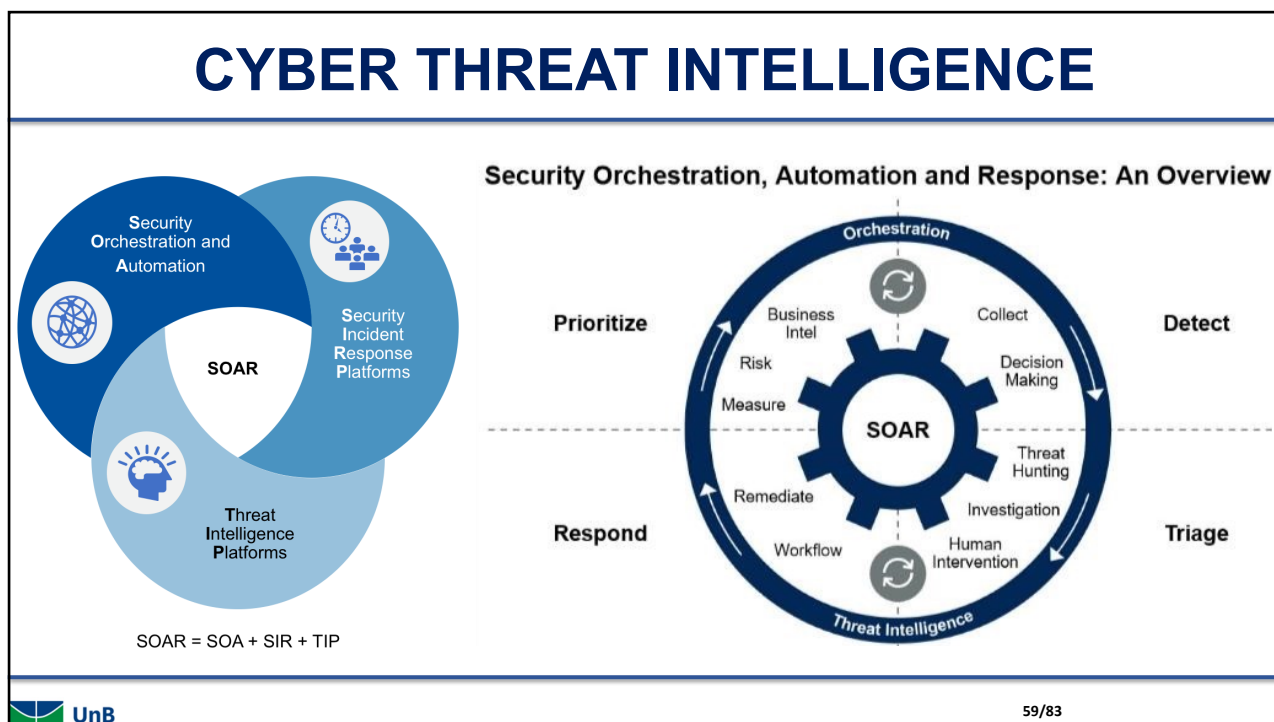 CYBER THREAT INTELLIGENCE
Security
Orchestration and
Automation
Security
Incident
Response
Platforms
SOAR
Threat
Intelligence
Platforms
SOAR = SOA + SIR + TIP
Security Orchestration, Automation and Response: An Overview
Orchestration
Prioritize
Business
Intel
Risk
Measure
Collect
Decision
Making
Detect
SOAR
Respond
Remediate
Workflow
Threat
Hunting
Investigation
Human
Intervention
Triage
Threat Intelligence
UnB
59/83